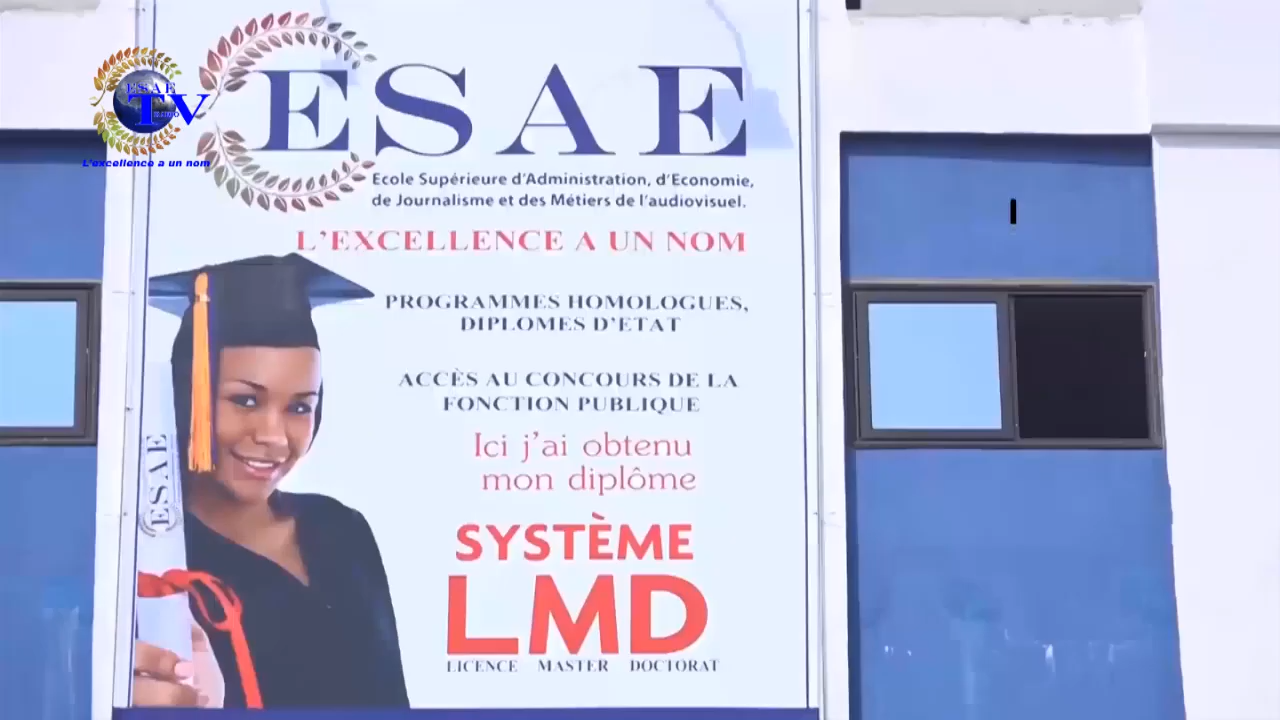 ESAE
TV
L'excellence a un nom
ESAE
Ecole Supérieure d'Administration, d'Economie,
de Journalisme et des Métiers de l'audiovisuel.
L'EXCELLENCE A UN NOM
PROGRAMMES HOMOLOGUES,
DIPLOMES D'ETAT
ACCÈS AU CONCOURS DE LA
FONCTION PUBLIQUE
Ici j'ai obtenu
mon diplôme
ESAE
SYSTÈME
LMD
LICENCE MASTER DOCTORAT